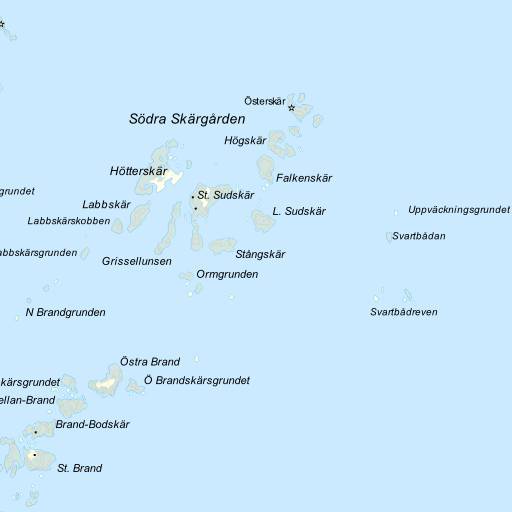 Österskär
Södra Skärgården
Högskär
Hötterskär
Falkenskär
grundet
St. Sudskär
Labbskär
L. Sudskär
Uppväckningsgrundet
Labbskärskobben
Svartbådan
abbskärsgrunden
Stångskär
Grissellunsen
Ormgrunden
N Brandgrunden
Svartbådreven
Östra Brand
kärsgrundet
Ö Brandskärsgrundet
ellan-Brand
Brand-Bodskär
St. Brand